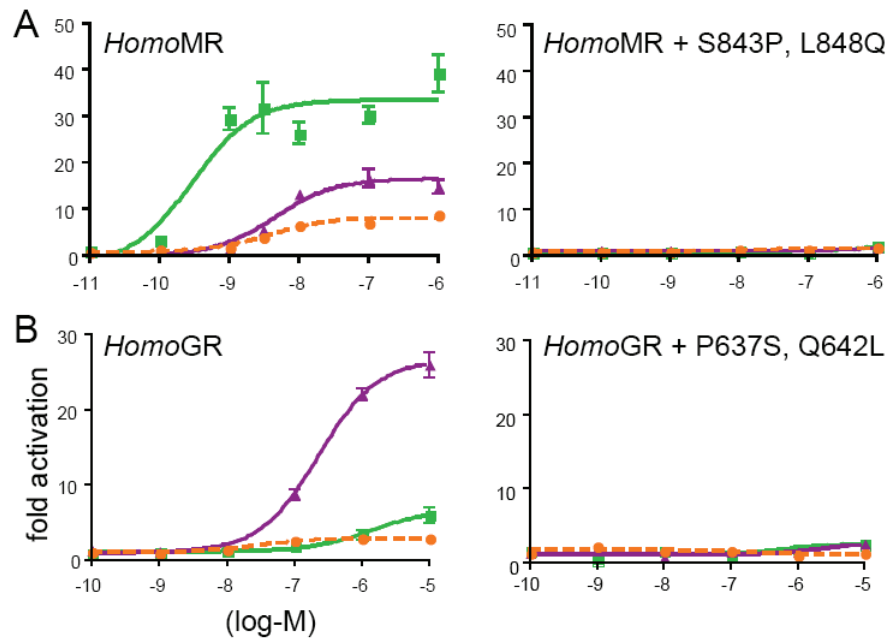 A
HomoMR
HomoMR + S843P, L848Q
50
40
30
20
10
0
-11 -10 -9 -8 -7 -6
50
40
30
20
10
0
-11 -10 -9 -8 -7 -6
B
HomoGR
HomoGR + P637S, Q642L
fold activation
30
20
10
0
-10 -9 -8 -7 -6 -5
30
20
10
0
-10 -9 -8 -7 -6 -5
(log-M)